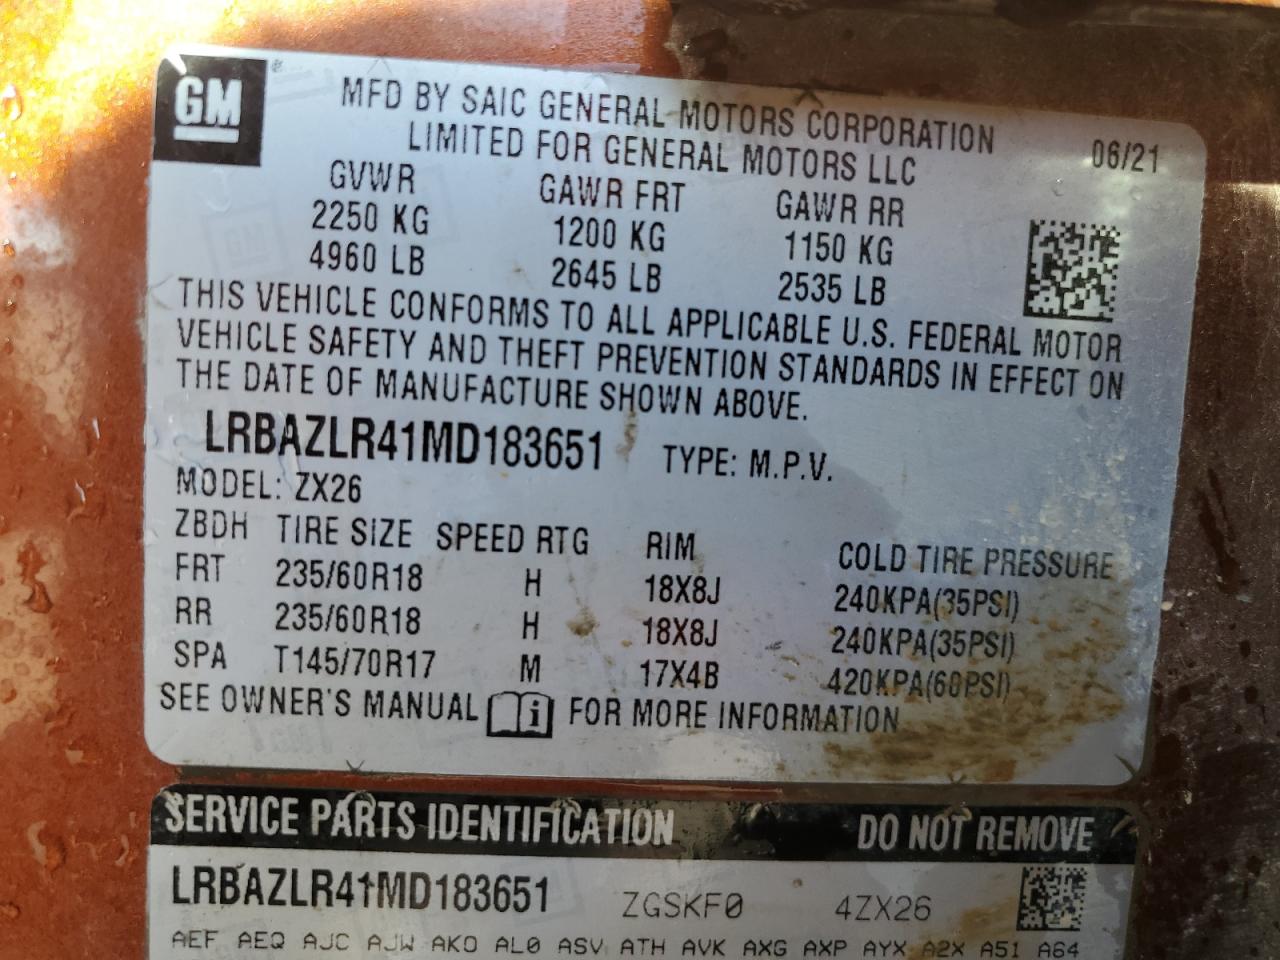 GM
MFD BY SAIC GENERAL MOTORS CORPORATION
LIMITED FOR GENERAL MOTORS LLC
06/21
GVWR GAWR FRT GAWR RR
2250 KG 1200 KG 1150 KG
4960 LB 2645 LB 2535 LB
THIS VEHICLE CONFORMS TO ALL APPLICABLE U.S. FEDERAL MOTOR
VEHICLE SAFETY AND THEFT PREVENTION STANDARDS IN EFFECT ON
THE DATE OF MANUFACTURE SHOWN ABOVE.
LRBAZLR41MD183651 TYPE: M.P.V.
MODEL: ZX26
ZBDH TIRE SIZE SPEED RTG RIM COLD TIRE PRESSURE
FRT 235/60R18 H 18X8J 240KPA(35PSI)
RR 235/60R18 H 18X8J 240KPA(35PSI)
SPA T145/70R17 M 17X4B 420KPA(60PSI)
SEE OWNER'S MANUAL i FOR MORE INFORMATION
SERVICE PARTS IDENTIFICATION DO NOT REMOVE
LRBAZLR41MD183651 ZGSKF0 4ZX26
AEF AEQ AJC AJW AKO AL0 ASV ATH AVK AXG AXP AYX A2X A51 A64